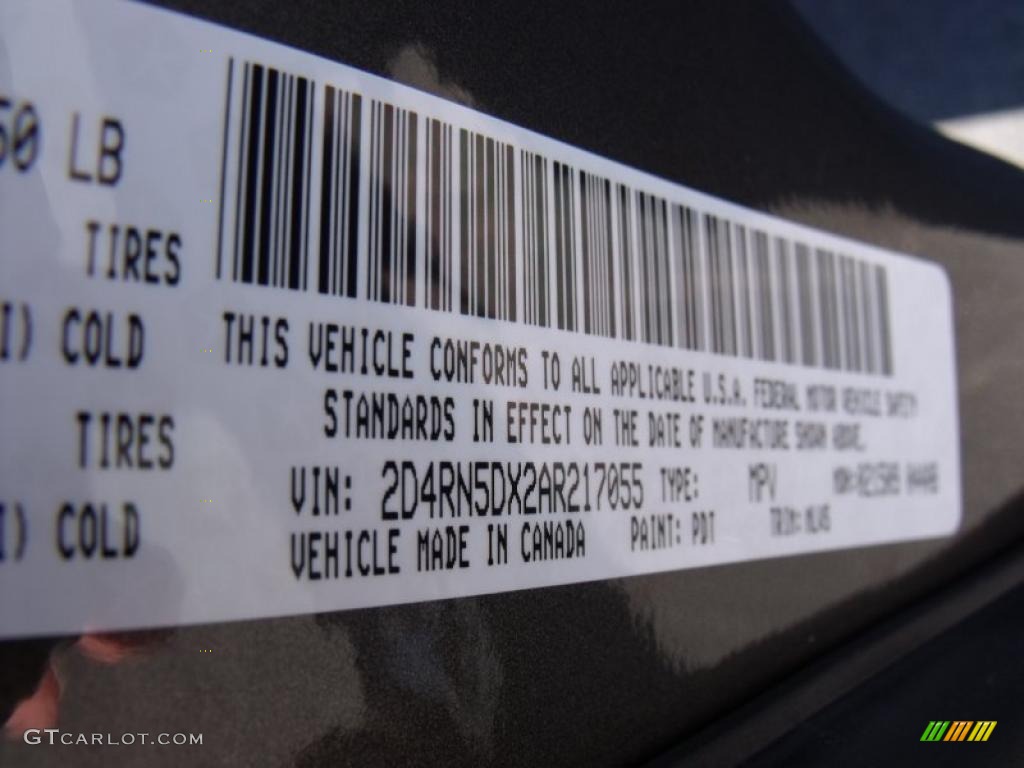 50 LB
TIRES
I) COLD
TIRES
I) COLD
THIS VEHICLE CONFORMS TO ALL APPLICABLE U.S.A. FEDERAL MOTOR VEHICLE SAFETY
STANDARDS IN EFFECT ON THE DATE OF MANUFACTURE SHOWN ABOVE.
VIN: 2D4RN5DX2AR217055 TYPE: MPV
VEHICLE MADE IN CANADA PAINT: PDT TRIM:
GTCARLOT.COM